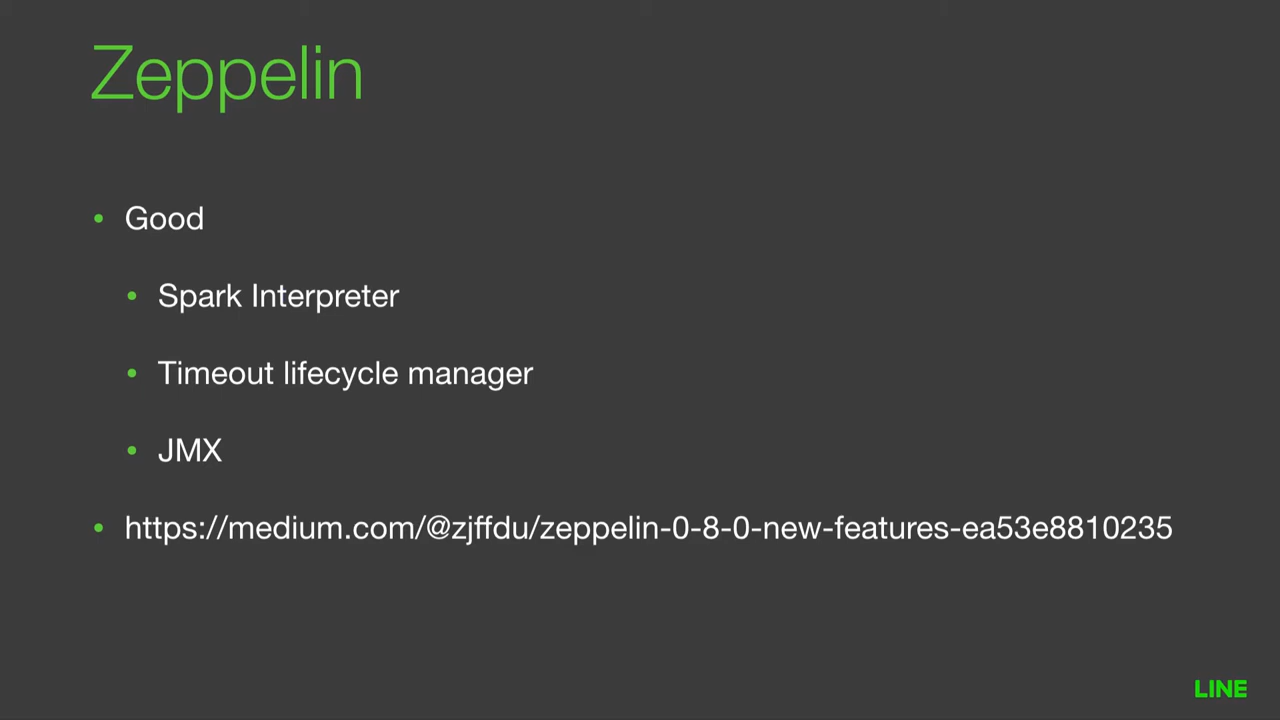 Zeppelin
• Good
• Spark Interpreter
• Timeout lifecycle manager
• JMX
• https://medium.com/@zjffdu/zeppelin-0-8-0-new-features-ea53e8810235
LINE